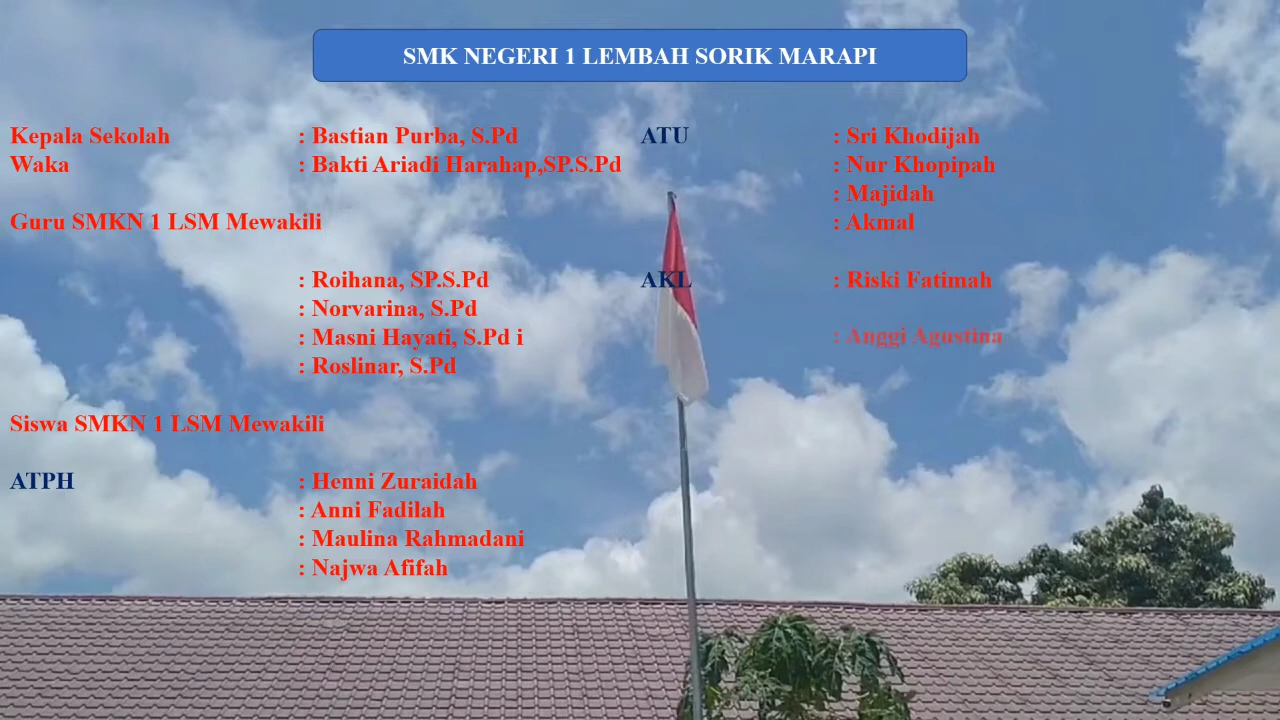 SMK NEGERI 1 LEMBAH SORIK MARAPI
Kepala Sekolah : Bastian Purba, S.Pd
Waka : Bakti Ariadi Harahap,SP.S.Pd
Guru SMKN 1 LSM Mewakili
: Roihana, SP.S.Pd
: Norvarina, S.Pd
: Masni Hayati, S.Pd i
: Roslinar, S.Pd
Siswa SMKN 1 LSM Mewakili
ATPH : Henni Zuraidah
: Anni Fadilah
: Maulina Rahmadani
: Najwa Afifah
ATU : Sri Khodijah
: Nur Khopipah
: Majidah
: Akmal
AKL : Riski Fatimah
: Anggi Agustina